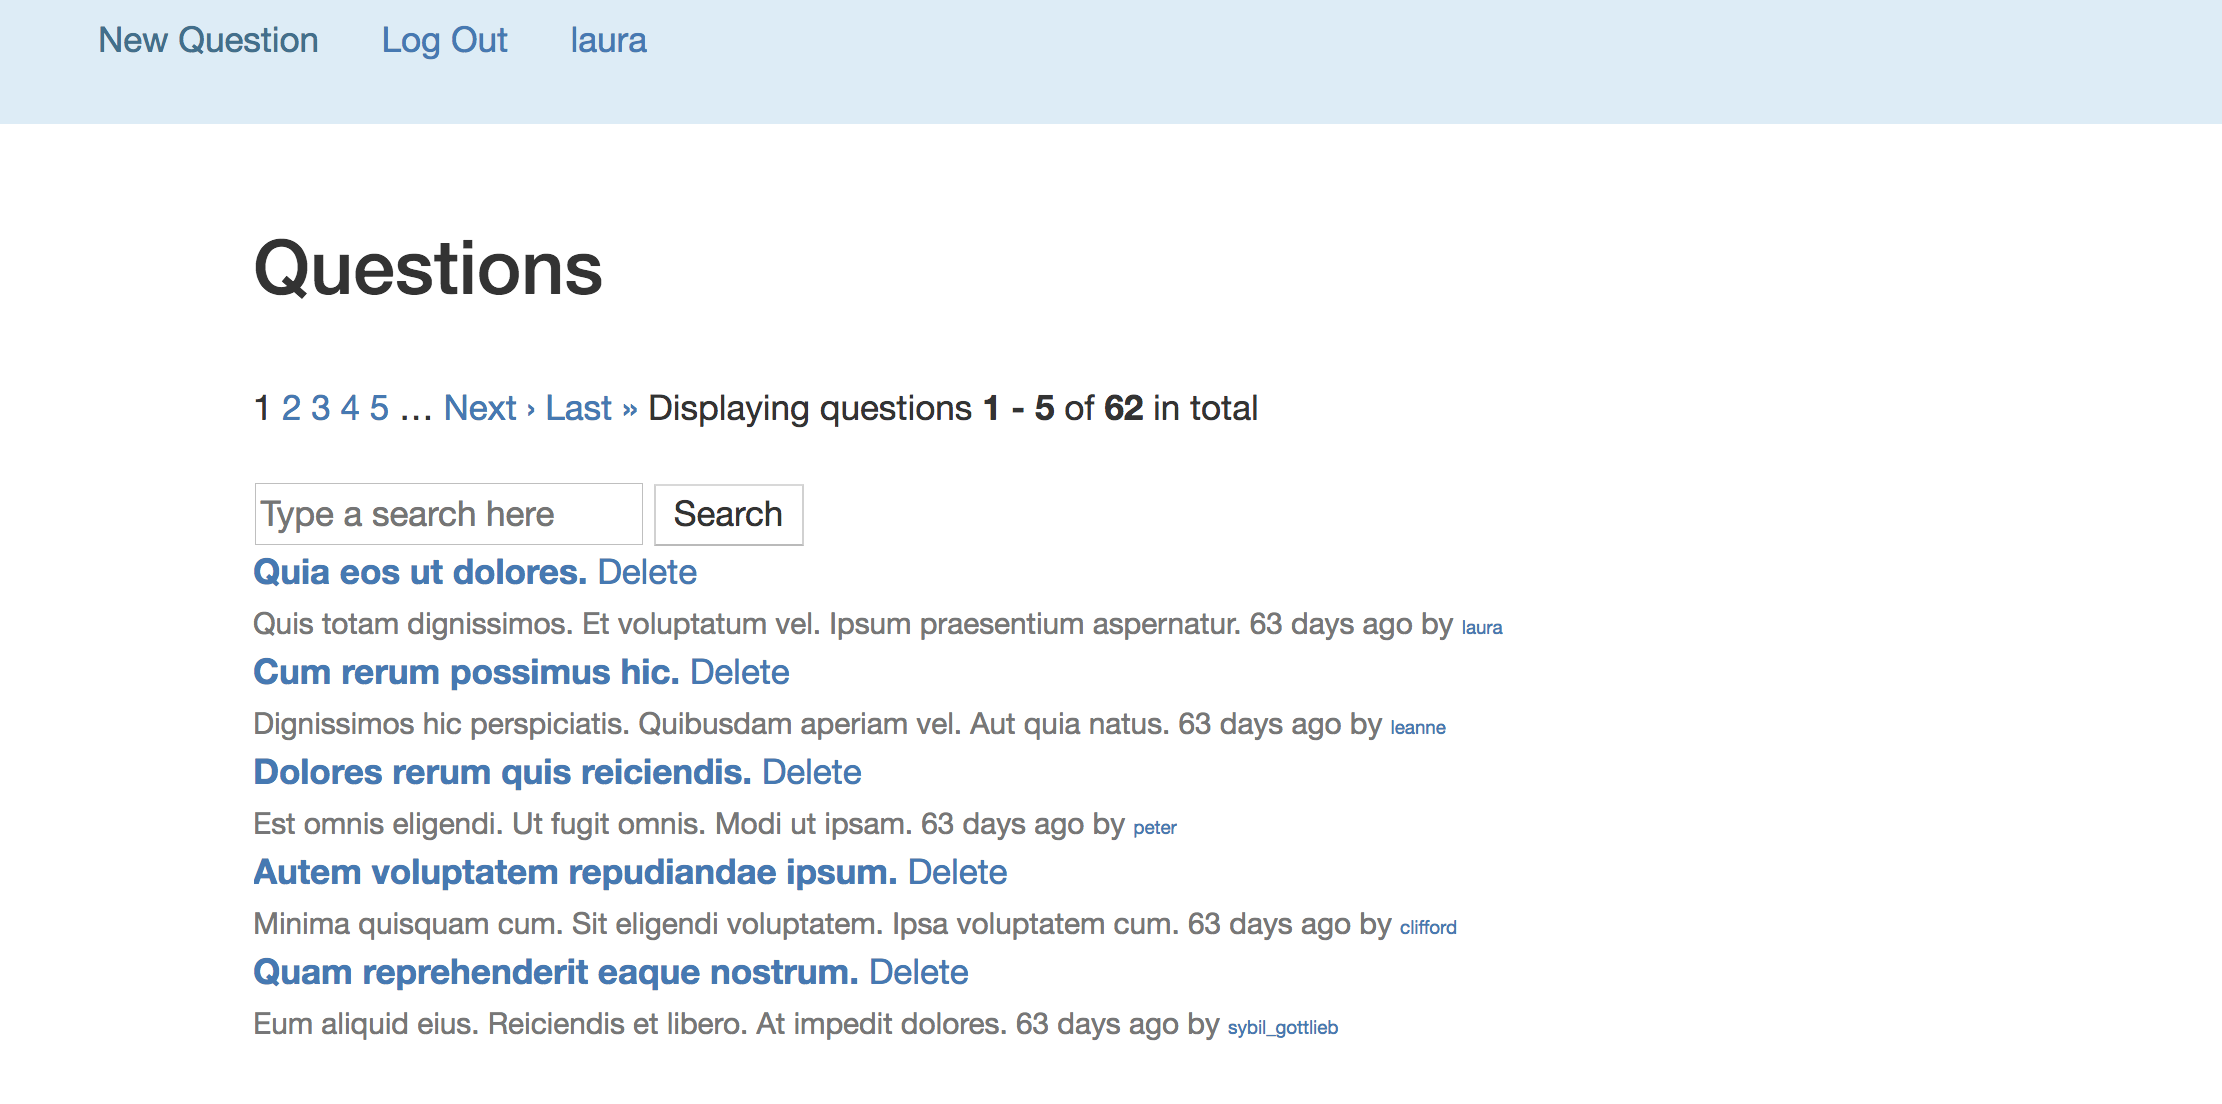 New Question Log Out laura
Questions
1 2 3 4 5 … Next › Last » Displaying questions 1 - 5 of 62 in total
Type a search here Search
Quia eos ut dolores. Delete
Quis totam dignissimos. Et voluptatum vel. Ipsum praesentium aspernatur. 63 days ago by laura
Cum rerum possimus hic. Delete
Dignissimos hic perspiciatis. Quibusdam aperiam vel. Aut quia natus. 63 days ago by leanne
Dolores rerum quis reiciendis. Delete
Est omnis eligendi. Ut fugit omnis. Modi ut ipsam. 63 days ago by peter
Autem voluptatem repudiandae ipsum. Delete
Minima quisquam cum. Sit eligendi voluptatem. Ipsa voluptatem cum. 63 days ago by clifford
Quam reprehenderit eaque nostrum. Delete
Eum aliquid eius. Reiciendis et libero. At impedit dolores. 63 days ago by sybil_gottlieb